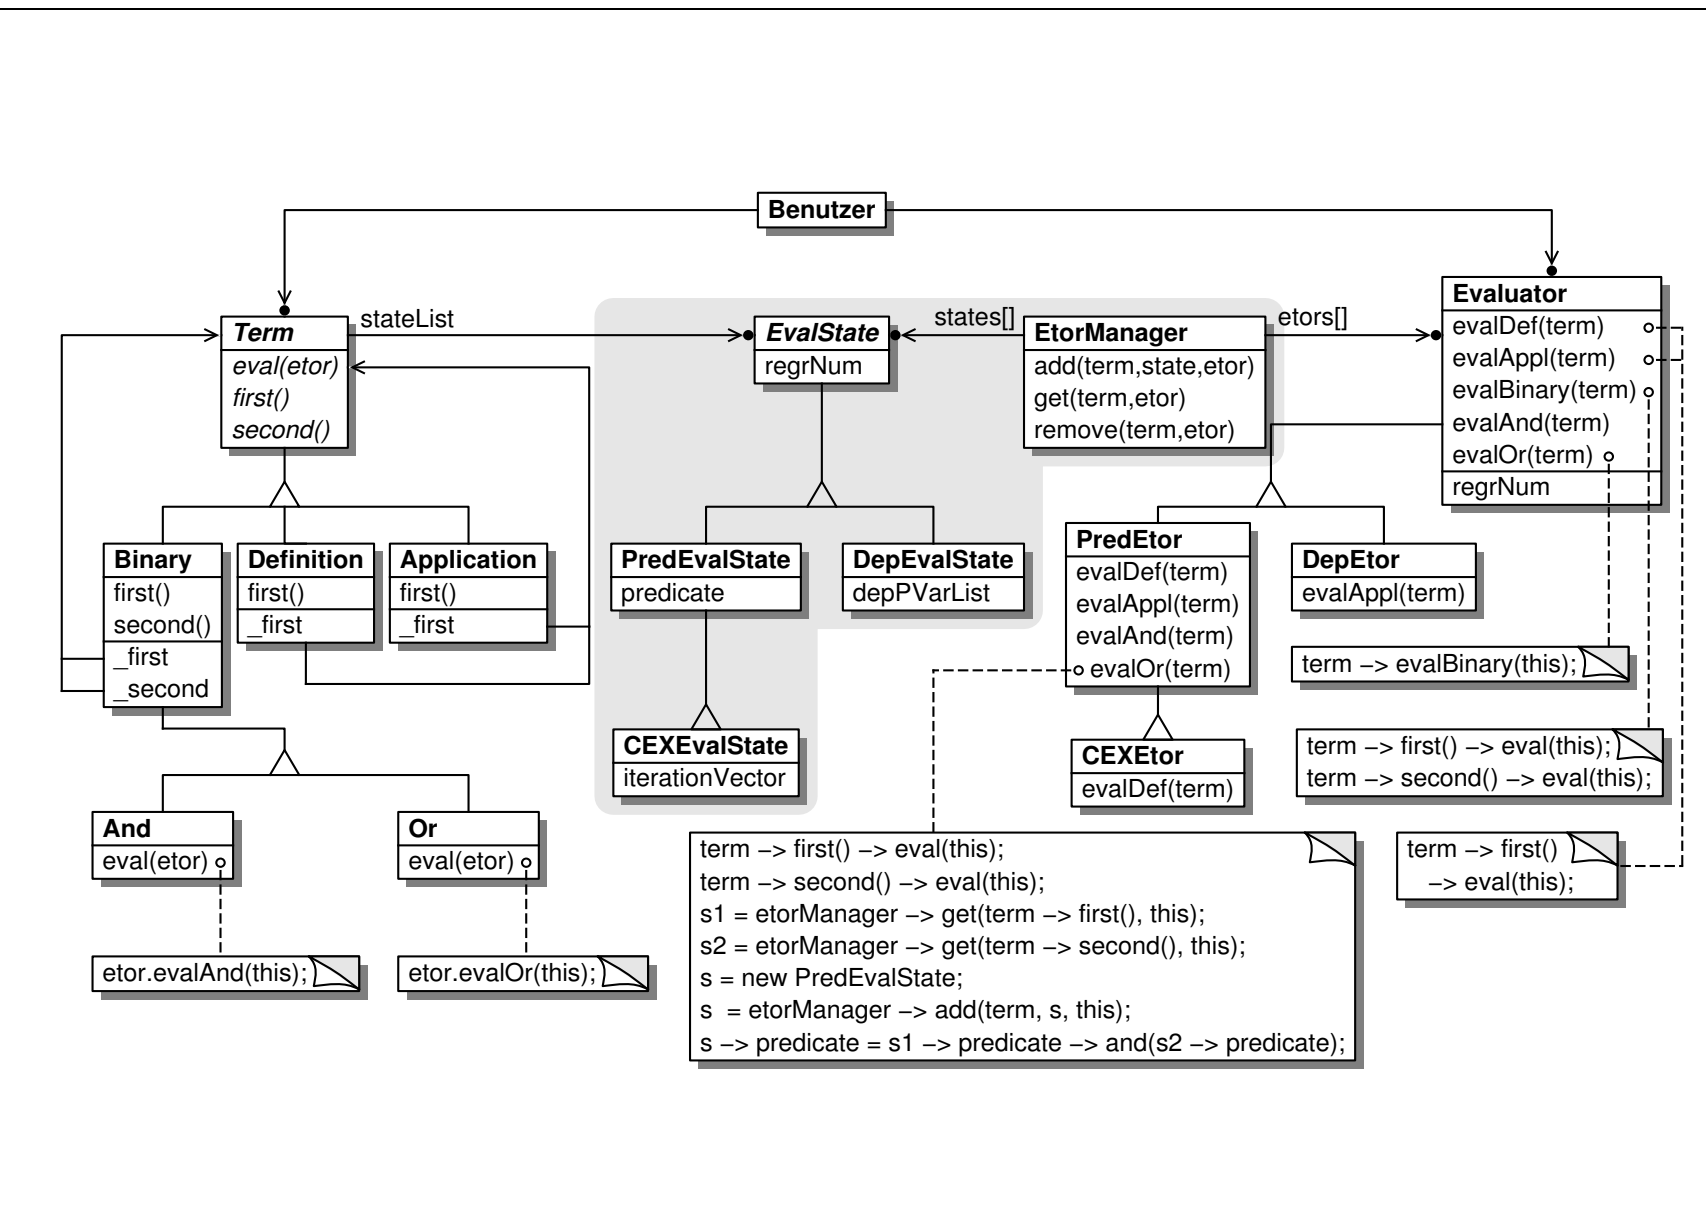 Benutzer
Term
eval(etor)
first()
second()
stateList
EvalState
regrNum
states[]
EtorManager
add(term,state,etor)
get(term,etor)
remove(term,etor)
etors[]
Evaluator
evalDef(term)
evalAppl(term)
evalBinary(term)
evalAnd(term)
evalOr(term)
regrNum
Binary
first()
second()
_first
_second
Definition
first()
_first
Application
first()
_first
PredEvalState
predicate
DepEvalState
depPVarList
PredEtor
evalDef(term)
evalAppl(term)
evalAnd(term)
evalOr(term)
DepEtor
evalAppl(term)
term −> evalBinary(this);
CEXEvalState
iterationVector
CEXEtor
evalDef(term)
term −> first() −> eval(this);
term −> second() −> eval(this);
And
eval(etor)
Or
eval(etor)
term −> first() −> eval(this);
term −> second() −> eval(this);
s1 = etorManager −> get(term −> first(), this);
s2 = etorManager −> get(term −> second(), this);
s = new PredEvalState;
s  = etorManager −> add(term, s, this);
s −> predicate = s1 −> predicate −> and(s2 −> predicate);
term −> first()
−> eval(this);
etor.evalAnd(this);
etor.evalOr(this);